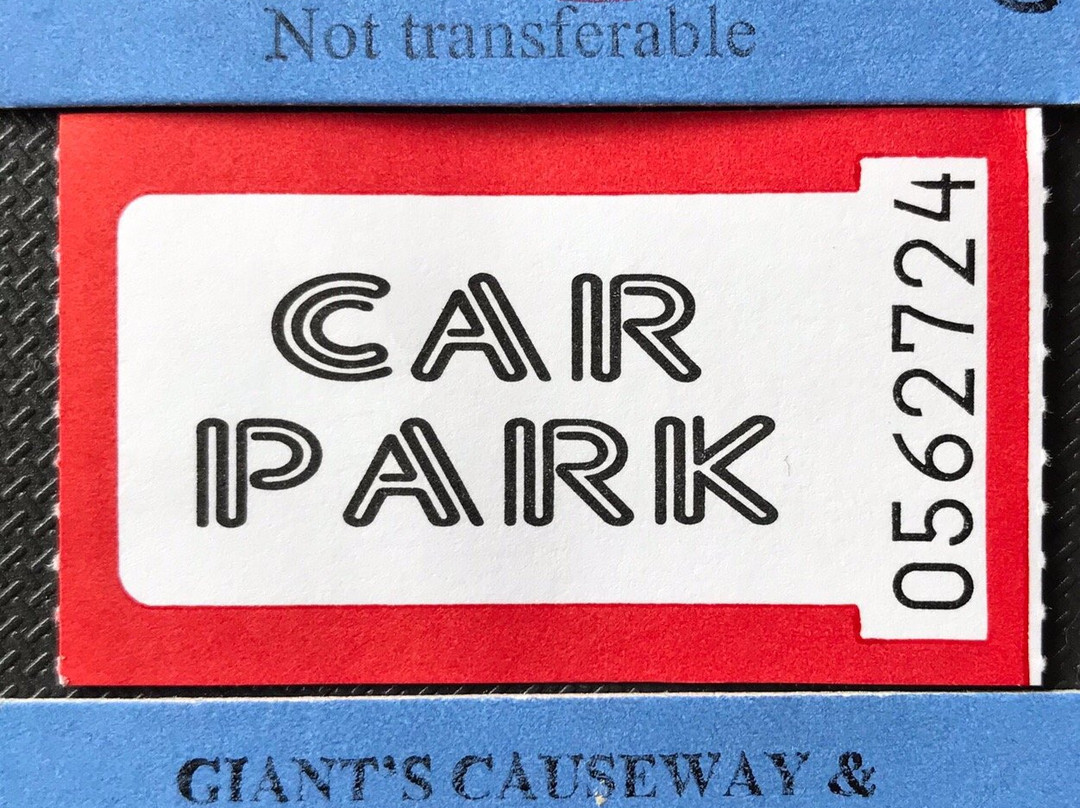 Not transferable
CAR
PARK
0562724
GIANT'S CAUSEWAY &